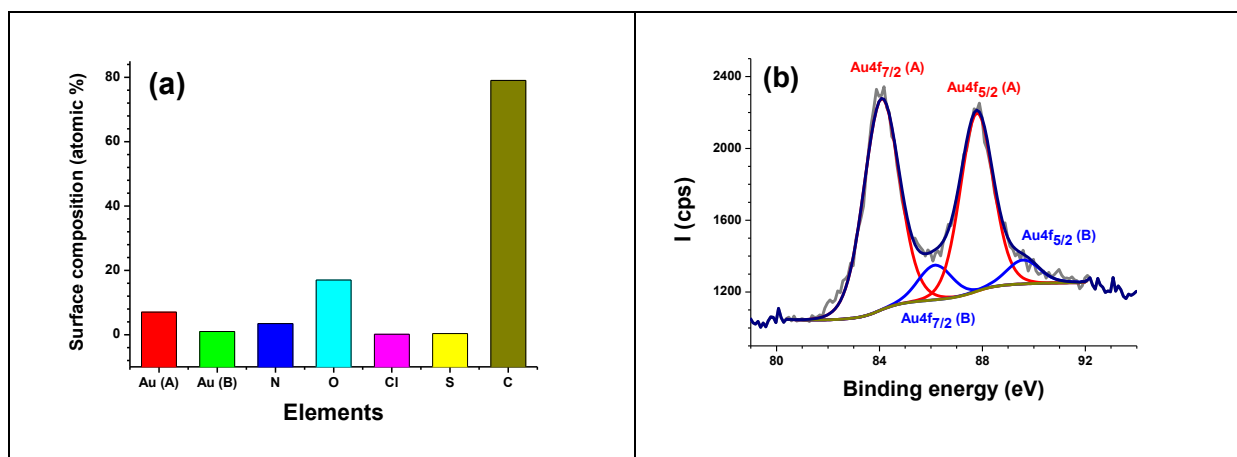 (a)
Surface composition (atomic %)
80
60
40
20
0
Au (A) Au (B) N O Cl S C
Elements
(b)
Au4f7/2 (A)
Au4f5/2 (A)
Au4f5/2 (B)
Au4f7/2 (B)
I (cps)
2400
2000
1600
1200
80 84 88 92
Binding energy (eV)